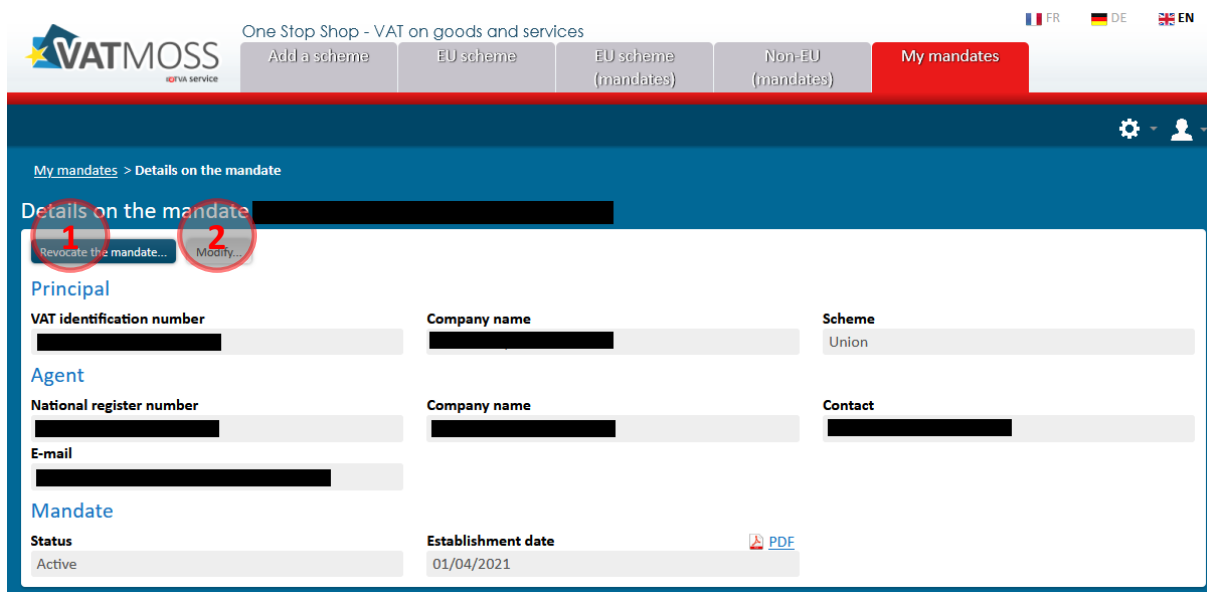 FR DE EN
One Stop Shop - VAT on goods and services
VATMOSS
eTVA service
Add a scheme EU scheme EU scheme (mandates) Non-EU (mandates) My mandates
My mandates > Details on the mandate
Details on the mandate
1 2
Revocate the mandate... Modify...
Principal
VAT identification number Company name Scheme
Union
Agent
National register number Company name Contact
E-mail
Mandate
Status Establishment date PDF
Active 01/04/2021